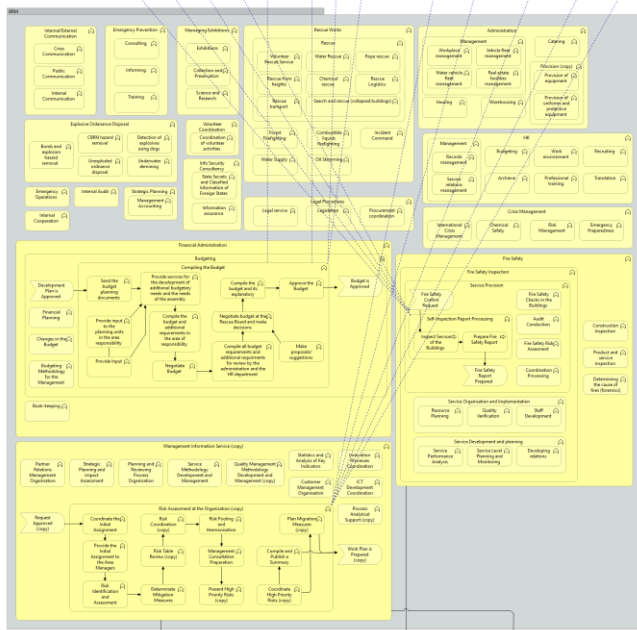 Internal/External
Communication
Crisis
Communication
Public
Communication
Internal
Communication
Emergency Prevention
Consulting
Informing
Training
Managing Exhibitions
Exhibitions
Collection and
Preservation
Science and
Research
Rescue Works
Rescue
Volunteer
Rescue Service
Water Rescue
Rope rescue
Rescue from
heights
Chemical
rescue
Rescue
Logistics
Rescue
transport
Search and rescue (collapsed buildings)
Forest
Firefighting
Combustible
liquids
Firefighting
Incident
Command
Water Supply
Oil Skimming
Administration
Management
Workplace
management
Vehicle fleet
management
Catering
Water vehicle
fleet
management
Real estate
facilities
management
Provision (copy)
Provision of
equipment
Housing
Warehousing
Provision of
uniforms and
protective
equipment
Explosive Ordnance Disposal
Bomb and
explosion
hazard
removal
CBRN hazard
removal
Detection of
explosives
using dogs
Unexploded
ordnance
disposal
Underwater
demining
Volunteer
Coordination
Coordination
of volunteer
activities
Info Security
Consultancy
State Secrets
and Classified
Information of
Foreign States
Information
assurance
Emergency
Operations
Internal Audit
Strategic Planning
Management
Accounting
Internal
Cooperation
Legal Procedures
Legal service
Legislation
Procurement
coordination
HR
Management
Records
management
Service
relations
management
Budgeting
Work
environment
Recruiting
Archive
Professional
training
Translation
Crisis Management
International
Crisis
Management
Chemical
Safety
Risk
Management
Emergency
Preparedness
Financial Administration
Budgeting
Compiling the Budget
Development
Plan is
Approved
Send the
budget
planning
documents
Provide services for
the development of
additional budgetary
needs and the needs
of the assembly
Compile the
budget and its
explanatory
Approve the
Budget
Budget is
Approved
Financial
Planning
Changes in the
Budget
Budgeting
Methodology
for the
Management
Provide input
to the
planning units
in the area
responsibility
Provide Input
Compile the
budget and
additional
requirements
in the area of
responsibility
Negotiate
Budget
Negotiate budget at the
Rescue Board and make
decisions
Compile all budget
requirements and
additional requirements
for review by the
administration and the
HR department
Make
proposals/
suggestions
Book-keeping
Fire Safety
Fire Safety Inspection
Service Provision
Fire Safety
Control
Request
Fire Safety
Checks in the
Buildings
Self Inspection Report Processing
Inspect Services
of the
Buildings
Prepare Fire
Safety Report
Fire Safety
Report
Prepared
Audit
Conduction
Fire Safety Risk
Assessment
Coordination
Processing
Construction
Inspection
Product and
service
inspection
Determining
the cause of
fires (forensics)
Service Organization and Implementation
Resource
Planning
Quality
Verification
Staff
Development
Service Development and planning
Service
Performance
Analysis
Service Level
Planning and
Monitoring
Developing
relations
Management Information Service (copy)
Partner
Relations
Management
Organization
Strategic
Planning and
Impact
Assessment
Planning and
Reviewing
Process
Organization
Service
Methodology
Development and
Management
Quality Management
Methodology
Development and
Management (copy)
Statistics and
Analysis of Key
Indicators
Innovation
Processes
Coordination
Customer
Management
Organization
ICT
Development
Coordination
Process
Analytical
Support (copy)
Risk Assessment at the Organization (copy)
Request
Approved
(copy)
Coordinate the
Initial
Assignment
Risk
Coordination
(copy)
Risk Pooling
and
Harmonization
Plan Migration
Measures
(copy)
Provide the
Initial
Assignment to
the Area
Managers
Risk Table
Review (copy)
Management
Consultation
Preparation
Compile and
Publish a
Summary
Work Plan is
Prepared
(copy)
Risk
Identification
and
Assessment
Determinate
Mitigation
Measures
Present High
Priority Risks
(copy)
Coordinate
High Priority
Risks (copy)